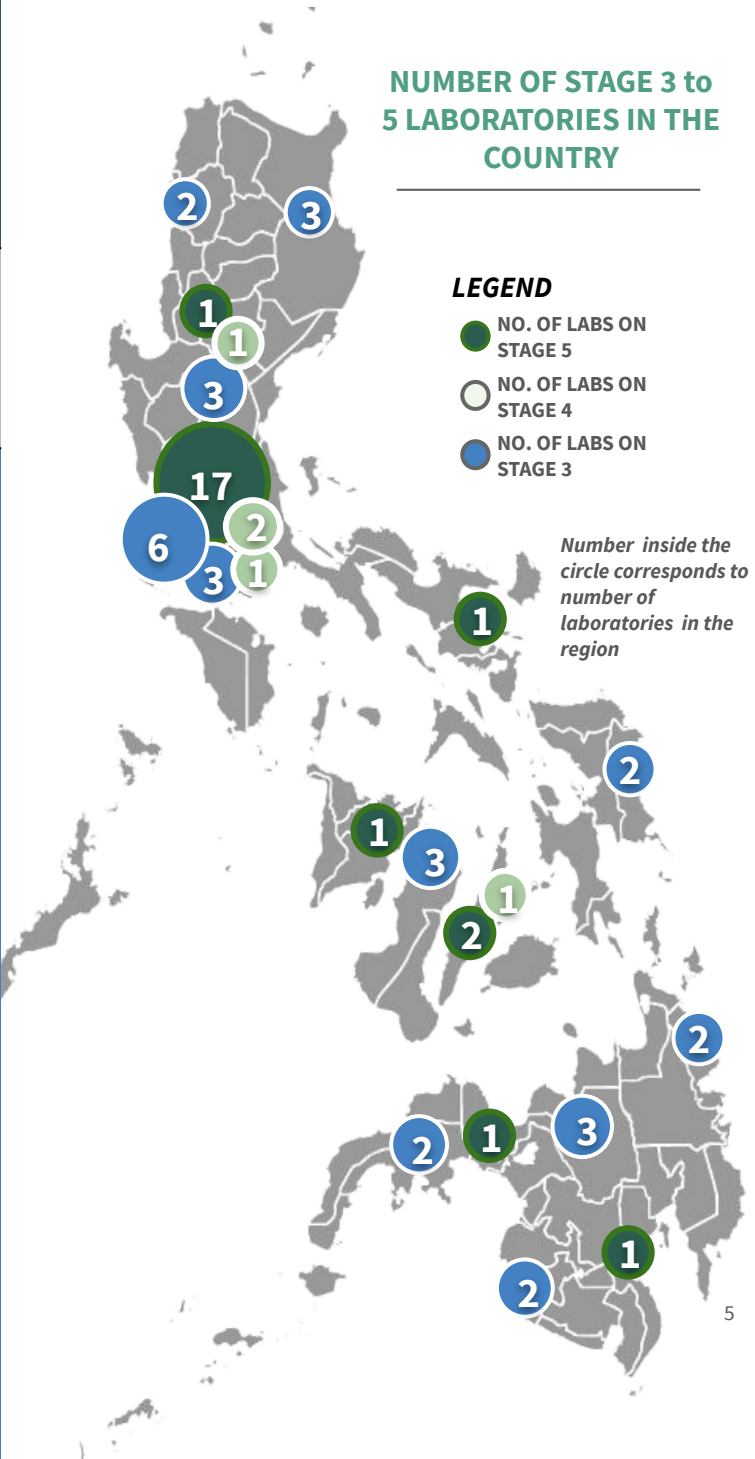 NUMBER OF STAGE 3 to
5 LABORATORIES IN THE
COUNTRY
2
3
LEGEND
1
NO. OF LABS ON
STAGE 5
1
NO. OF LABS ON
STAGE 4
3
NO. OF LABS ON
STAGE 3
17
2
6
3
1
Number inside the
circle corresponds to
number of
laboratories in the
region
1
2
1
3
1
2
2
1
3
2
1
2
5